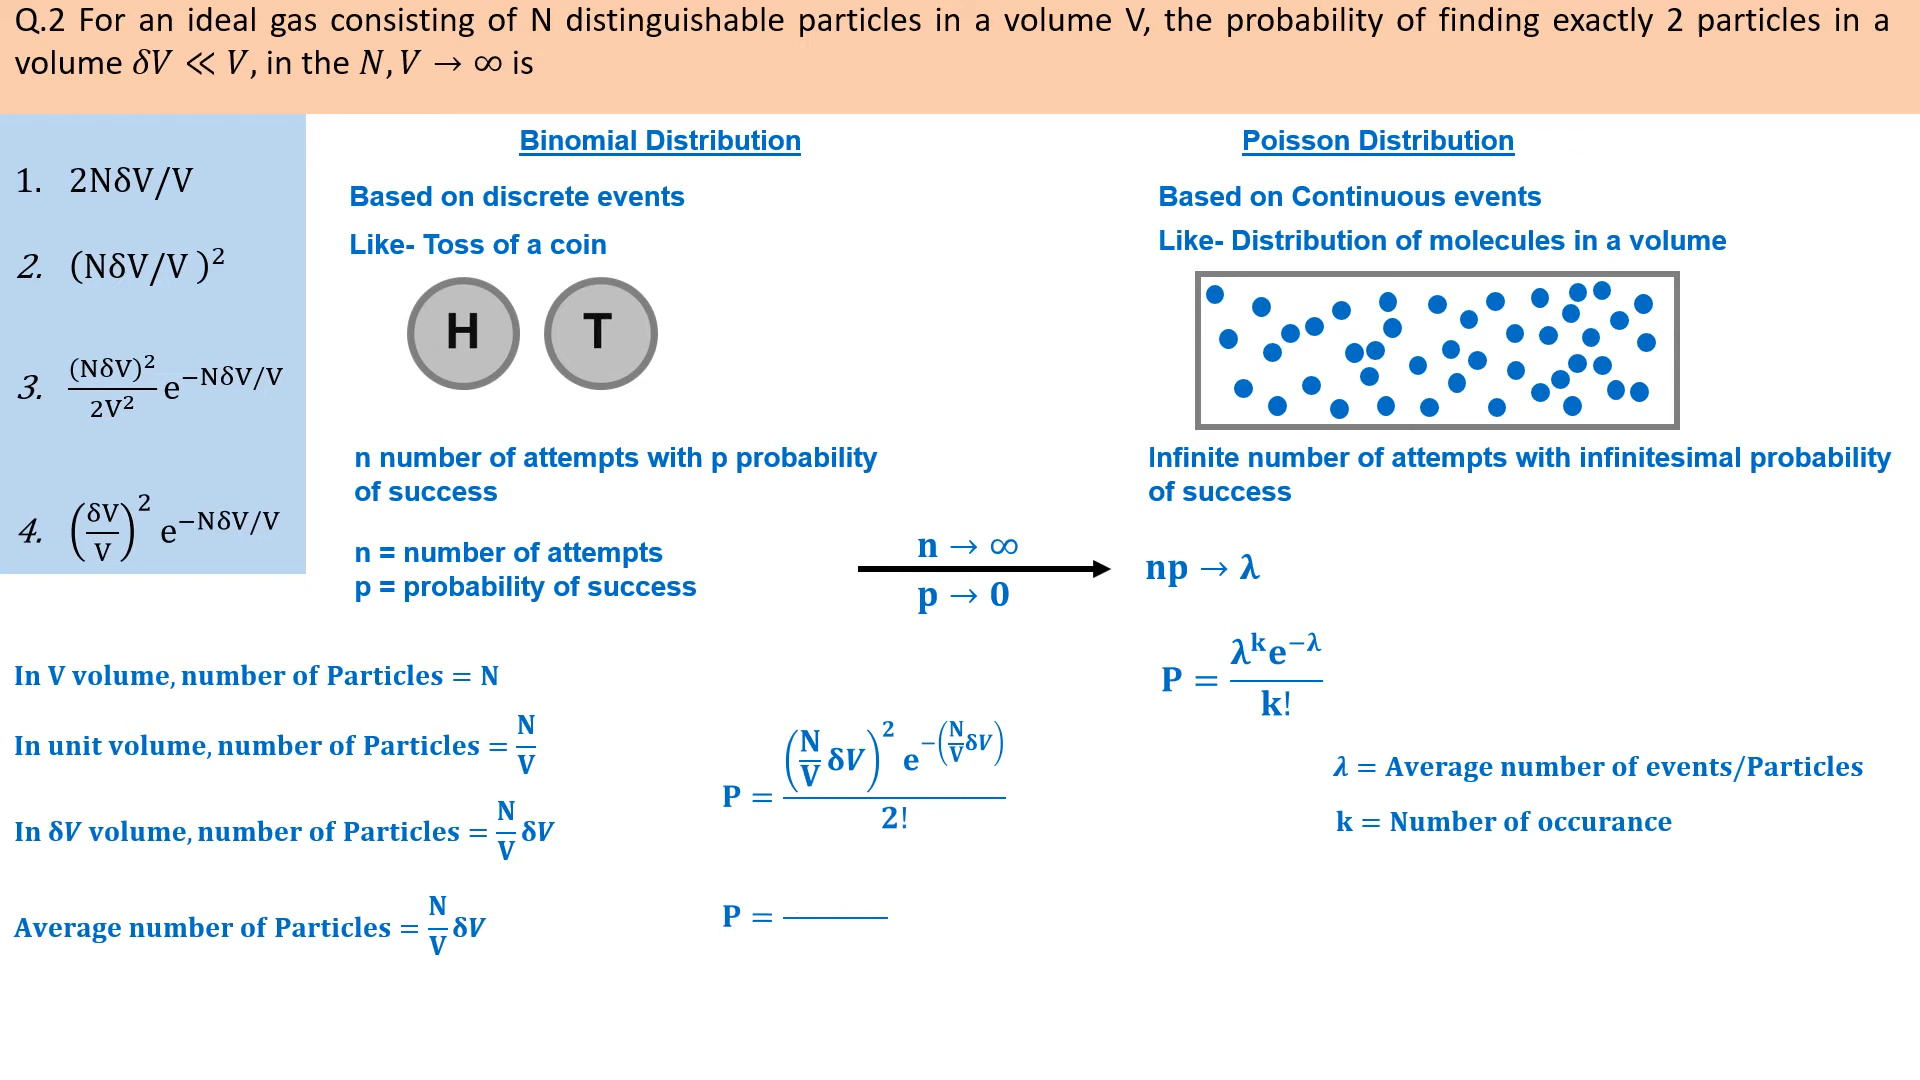 Q.2 For an ideal gas consisting of N distinguishable particles in a volume V, the probability of finding exactly 2 particles in a
volume δV ≪ V, in the N, V → ∞ is
1. 2NδV/V
2. (NδV/V )²
3. (NδV)²/2V² e^−NδV/V
4. (δV/V)² e^−NδV/V
Binomial Distribution
Based on discrete events
Like- Toss of a coin
H T
n number of attempts with p probability
of success
n = number of attempts
p = probability of success
n → ∞
p → 0
Poisson Distribution
Based on Continuous events
Like- Distribution of molecules in a volume
Infinite number of attempts with infinitesimal probability
of success
np → λ
P = λ^k e^−λ / k!
λ = Average number of events/Particles
k = Number of occurance
In V volume, number of Particles = N
In unit volume, number of Particles = N/V
In δV volume, number of Particles = N/V δV
Average number of Particles = N/V δV
P = (N/V δV)² e^−(N/V δV) / 2!
P =